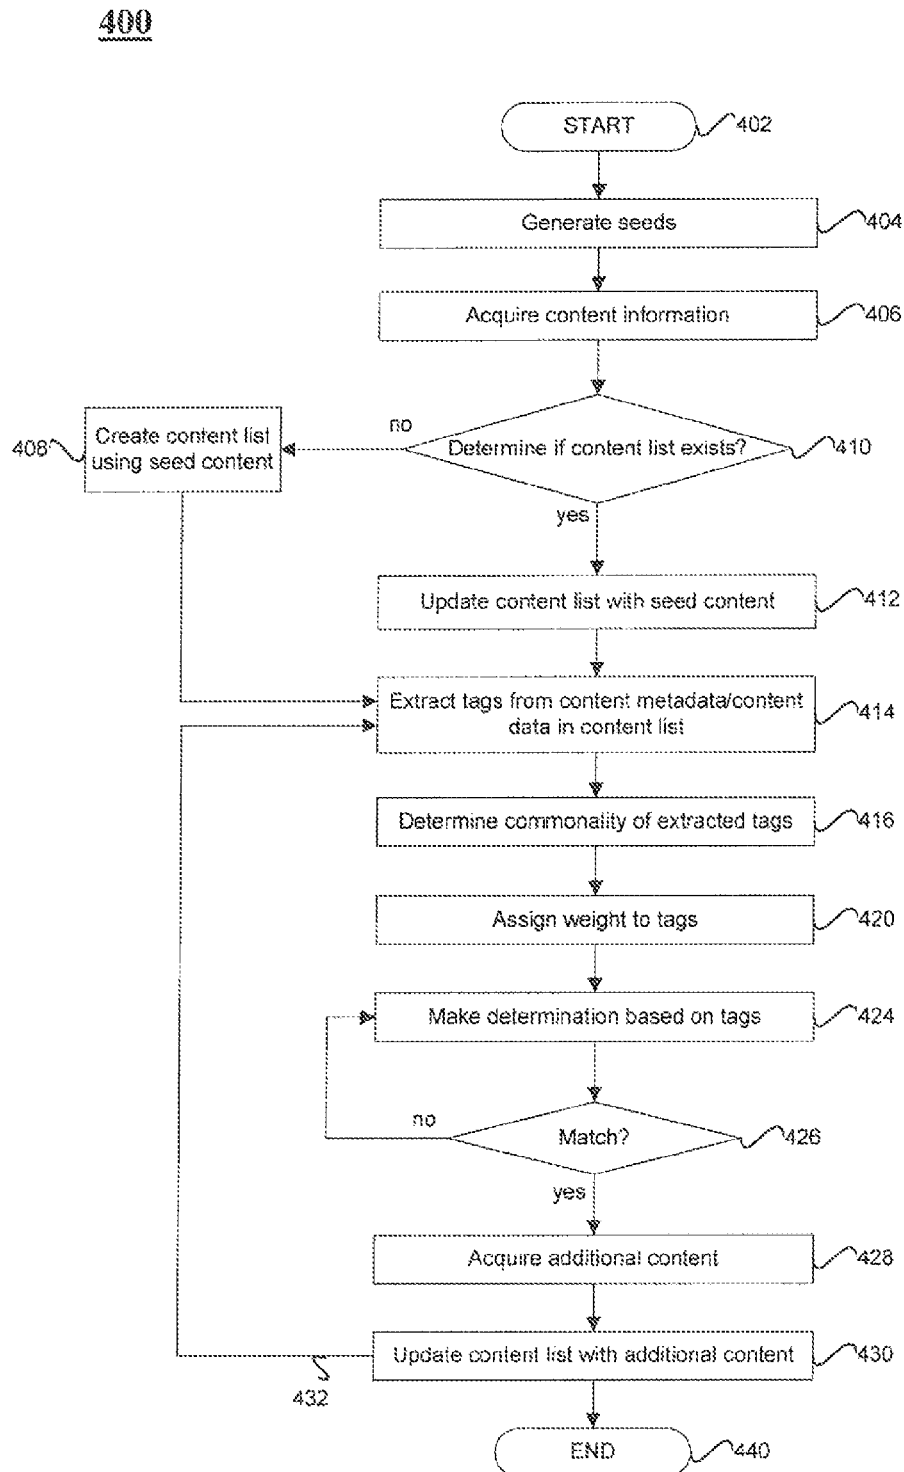 400
START
402
Generate seeds
404
Acquire content information
406
no
Create content list
using seed content
408
Determine if content list exists?
410
yes
Update content list with seed content
412
Extract tags from content metadata/content
data in content list
414
Determine commonality of extracted tags
416
Assign weight to tags
420
Make determination based on tags
424
no
Match?
426
yes
Acquire additional content
428
Update content list with additional content
430
432
END
440